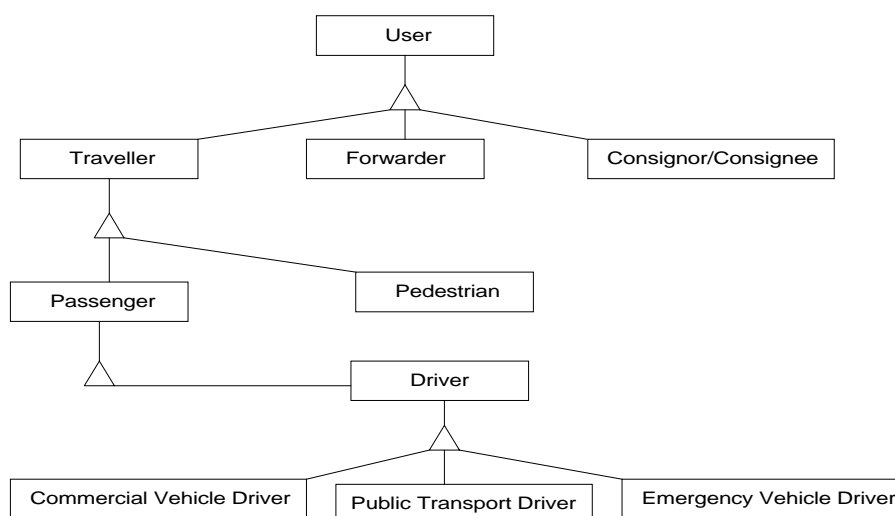 User
Traveller
Forwarder
Consignor/Consignee
Passenger
Pedestrian
Driver
Commercial Vehicle Driver
Public Transport Driver
Emergency Vehicle Driver